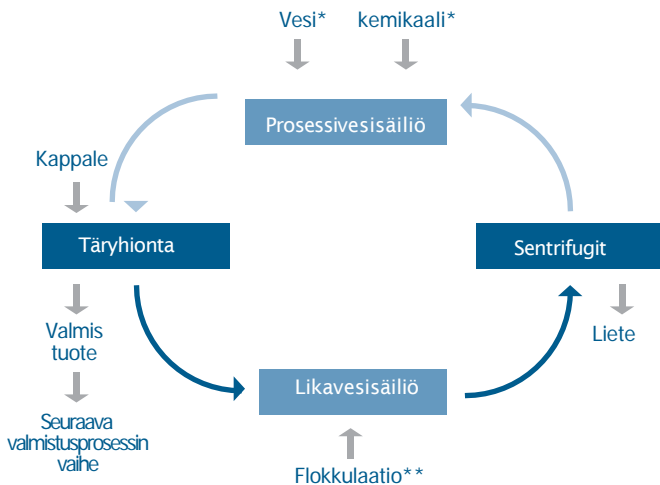 Vesi* kemikaali*
Prosessivesisäiliö
Kappale
Täryhionta
Sentrifugit
Valmis
tuote
Liete
Likavesisäiliö
Seuraava
valmistusprosessin
vaihe
Flokkulaatio**